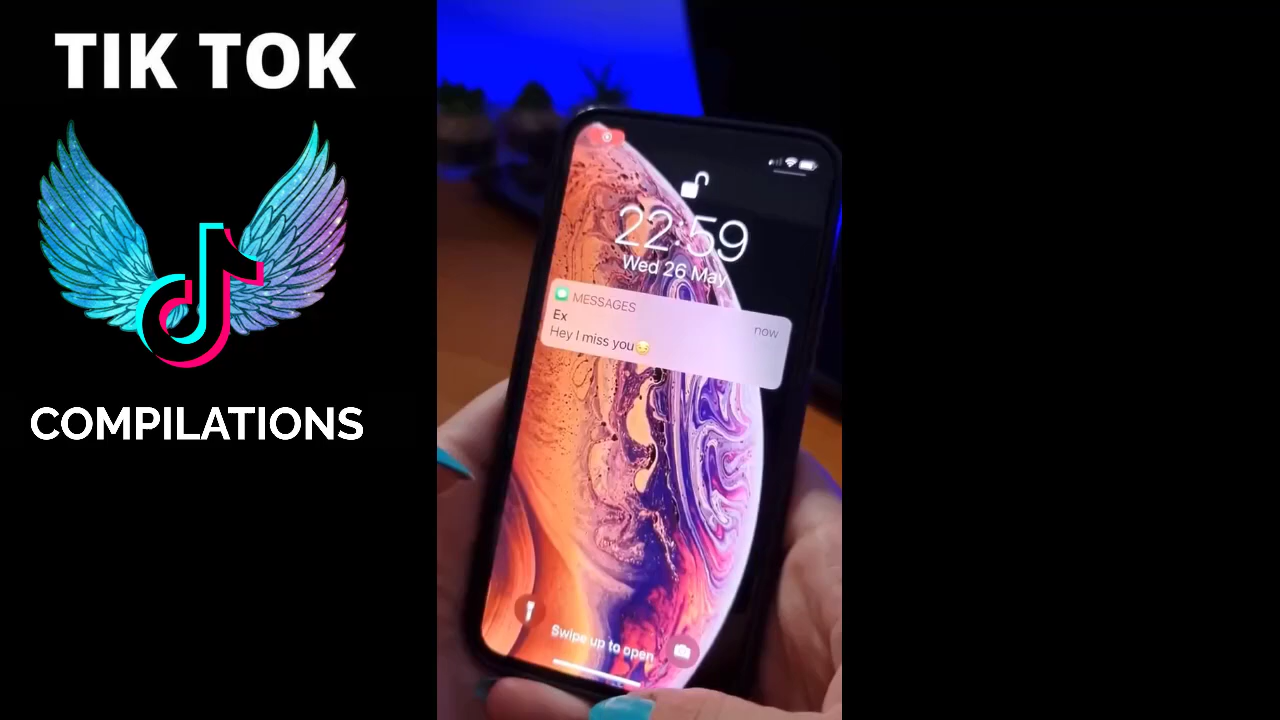 TIK TOK
COMPILATIONS
22:59
Wed 26 May
MESSAGES
now
Ex
Hey I miss you😔
Swipe up to open